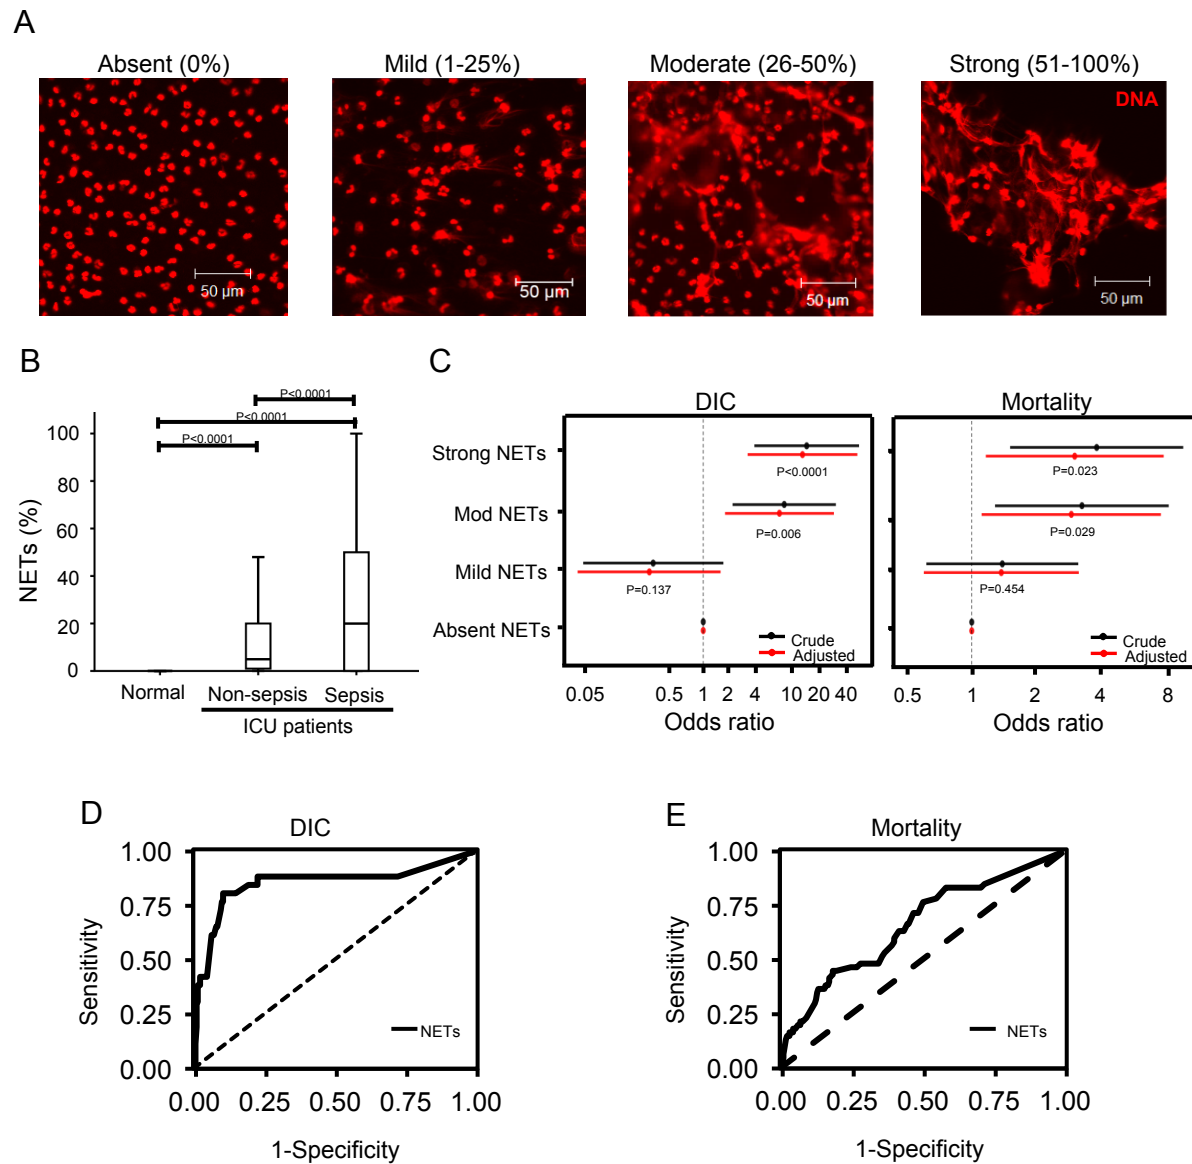 A
Absent (0%) Mild (1-25%) Moderate (26-50%) Strong (51-100%)
DNA
50 µm 50 µm 50 µm 50 µm
B
P<0.0001
P<0.0001
P<0.0001
NETs (%)
100
80
60
40
20
0
Normal Non-sepsis Sepsis
ICU patients
C
DIC Mortality
Strong NETs
Mod NETs
Mild NETs
Absent NETs
P<0.0001
P=0.006
P=0.137
Crude
Adjusted
0.05 0.5 1 2 4 10 20 40
Odds ratio
P=0.023
P=0.029
P=0.454
Crude
Adjusted
0.5 1 2 4 8
Odds ratio
D
DIC
Sensitivity
1.00
0.75
0.50
0.25
0.00
NETs
0.00 0.25 0.50 0.75 1.00
1-Specificity
E
Mortality
Sensitivity
1.00
0.75
0.50
0.25
0.00
NETs
0.00 0.25 0.50 0.75 1.00
1-Specificity